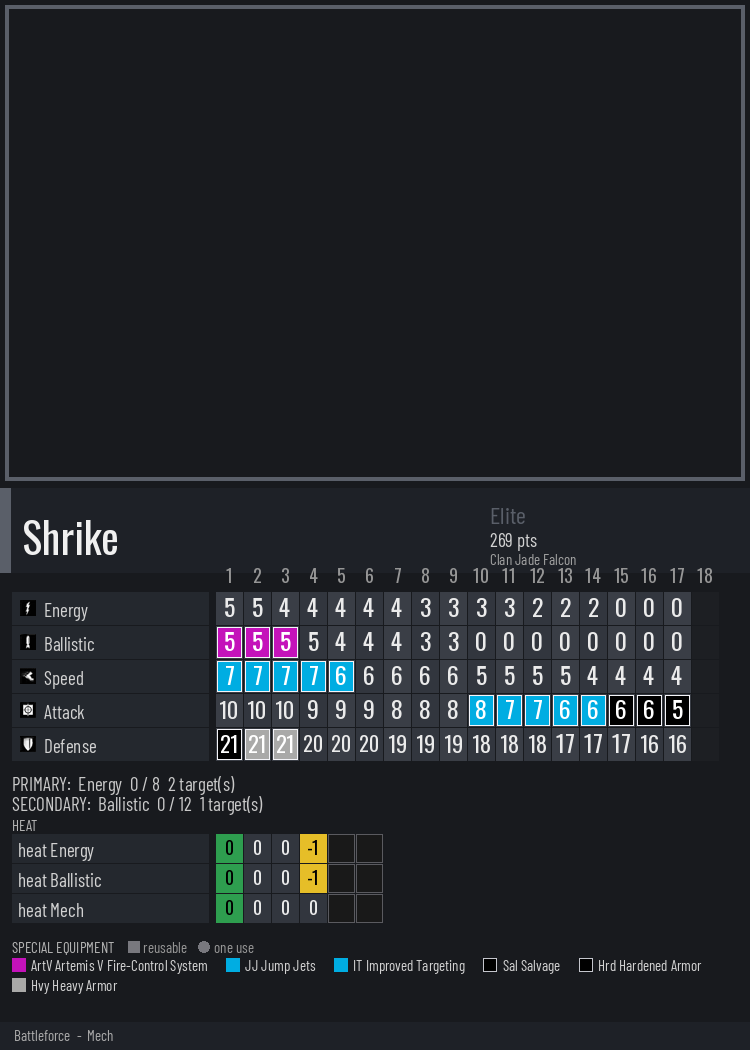 Shrike
Elite
269 pts
Clan Jade Falcon
1 2 3 4 5 6 7 8 9 10 11 12 13 14 15 16 17 18
Energy 5 5 4 4 4 4 4 3 3 3 3 2 2 2 0 0 0
Ballistic 5 5 5 5 4 4 4 3 3 0 0 0 0 0 0 0 0
Speed 7 7 7 7 6 6 6 6 6 5 5 5 5 4 4 4 4
Attack 10 10 10 9 9 9 8 8 8 8 7 7 6 6 6 6 5
Defense 21 21 21 20 20 20 19 19 19 18 18 18 17 17 17 16 16
PRIMARY: Energy 0 / 8 2 target(s)
SECONDARY: Ballistic 0 / 12 1 target(s)
HEAT
heat Energy 0 0 0 -1
heat Ballistic 0 0 0 -1
heat Mech 0 0 0 0
SPECIAL EQUIPMENT reusable one use
ArtV Artemis V Fire-Control System JJ Jump Jets IT Improved Targeting Sal Salvage Hrd Hardened Armor
Hvy Heavy Armor
Battleforce - Mech